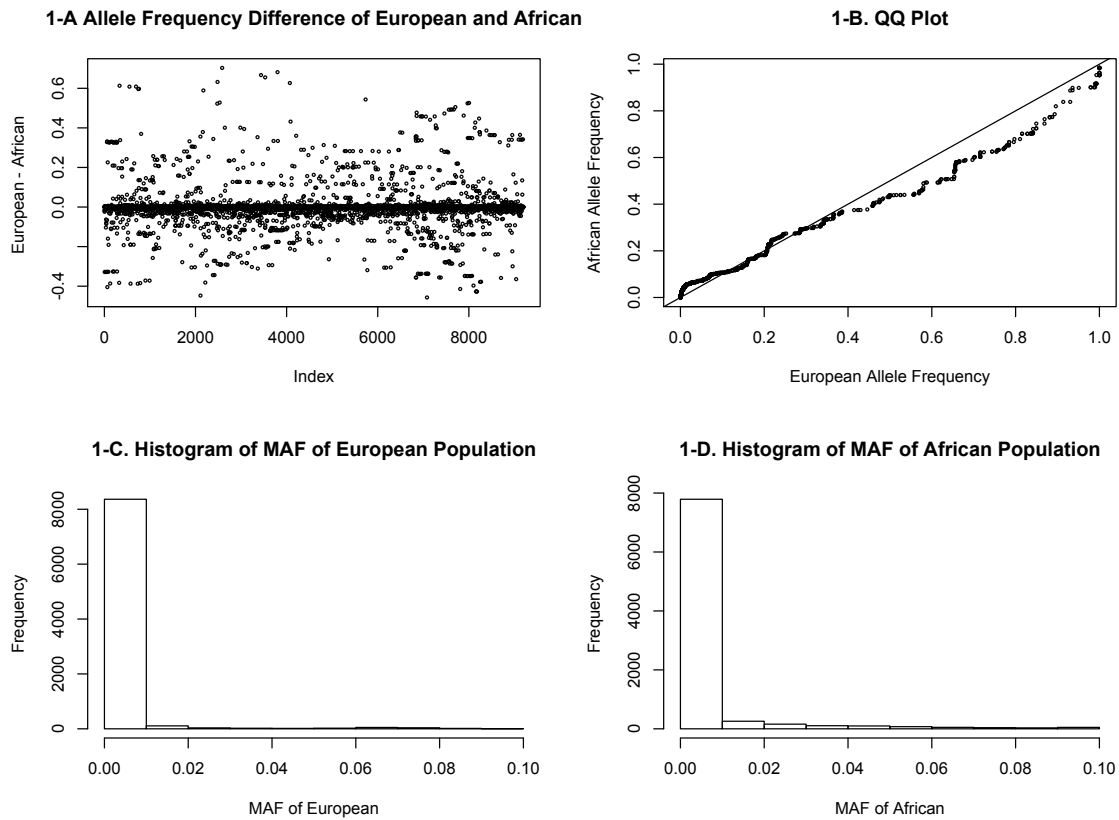 1-A Allele Frequency Difference of European and African
European - African
0.6
0.4
0.2
0.0
-0.4
0 2000 4000 6000 8000
Index
1-B. QQ Plot
African Allele Frequency
1.0
0.8
0.6
0.4
0.2
0.0
0.0 0.2 0.4 0.6 0.8 1.0
European Allele Frequency
1-C. Histogram of MAF of European Population
Frequency
8000
6000
4000
2000
0
0.00 0.02 0.04 0.06 0.08 0.10
MAF of European
1-D. Histogram of MAF of African Population
Frequency
8000
6000
4000
2000
0
0.00 0.02 0.04 0.06 0.08 0.10
MAF of African